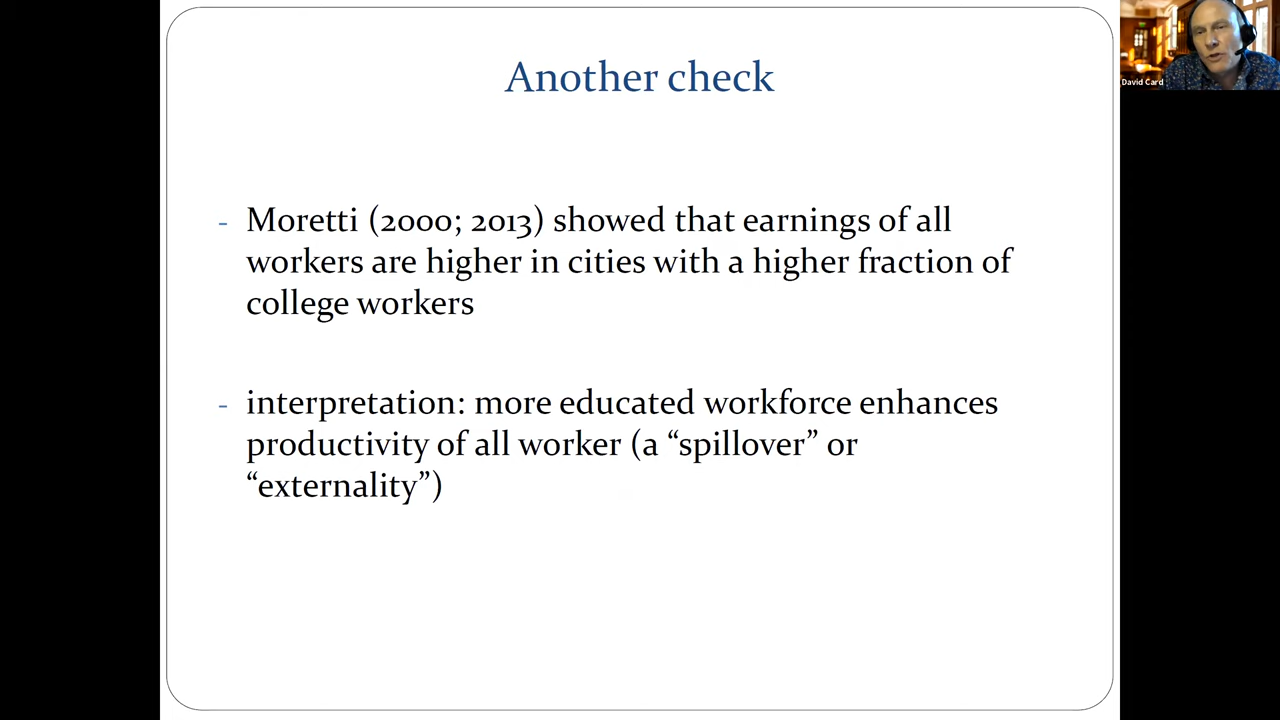 Another check
David Card
- Moretti (2000; 2013) showed that earnings of all
workers are higher in cities with a higher fraction of
college workers
- interpretation: more educated workforce enhances
productivity of all worker (a “spillover” or
“externality”)